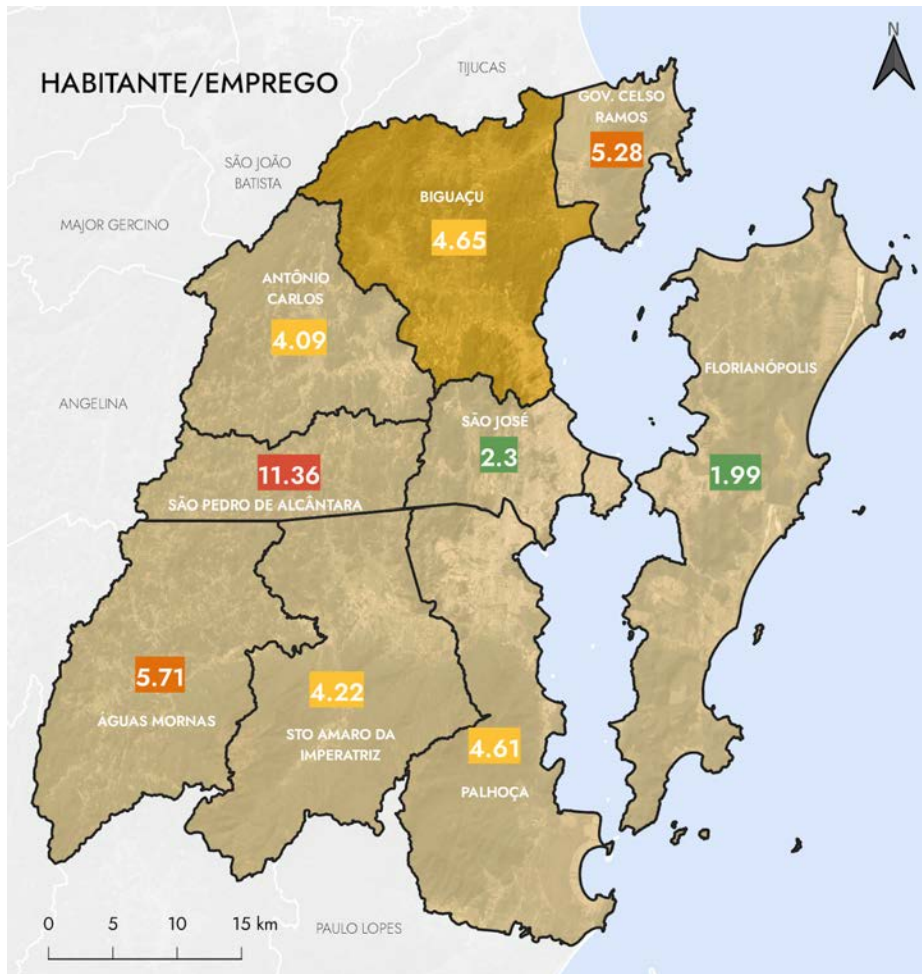 HABITANTE/EMPREGO
N
TIJUCAS
GOV. CELSO
RAMOS
5.28
SÃO JOÃO
BATISTA
MAJOR GERCINO
BIGUAÇU
4.65
ANTÔNIO
CARLOS
4.09
FLORIANÓPOLIS
1.99
ANGELINA
SÃO JOSÉ
2.3
11.36
SÃO PEDRO DE ALCÂNTARA
5.71
ÁGUAS MORNAS
4.22
STO AMARO DA
IMPERATRIZ
4.61
PALHOÇA
0 5 10 15 km
PAULO LOPES